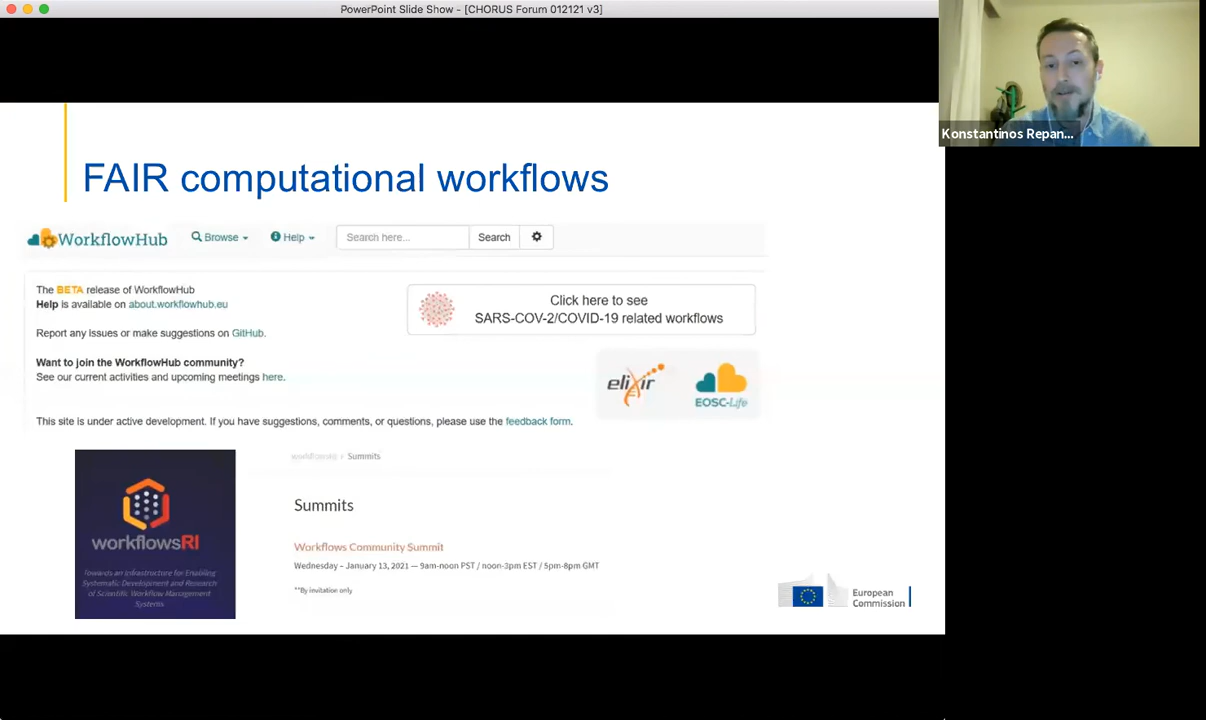 PowerPoint Slide Show - [CHORUS Forum 012121 v3]
Konstantinos Repan...
FAIR computational workflows
WorkflowHub
Browse
Help
Search here...
Search
The BETA release of WorkflowHub
Help is available on about.workflowhub.eu
Click here to see
SARS-COV-2/COVID-19 related workflows
Report any issues or make suggestions on GitHub.
Want to join the WorkflowHub community?
See our current activities and upcoming meetings here.
elixir
EOSC-Life
This site is under active development. If you have suggestions, comments, or questions, please use the feedback form.
Summits
Summits
workflowsRI
Workflows Community Summit
Wednesday – January 13, 2021 — 9am-noon PST / noon-3pm EST / 5pm-8pm GMT
**By invitation only
Towards an Infrastructure for Enabling
Systematic Development and Research
of Scientific Workflow Management
Systems
European
Commission